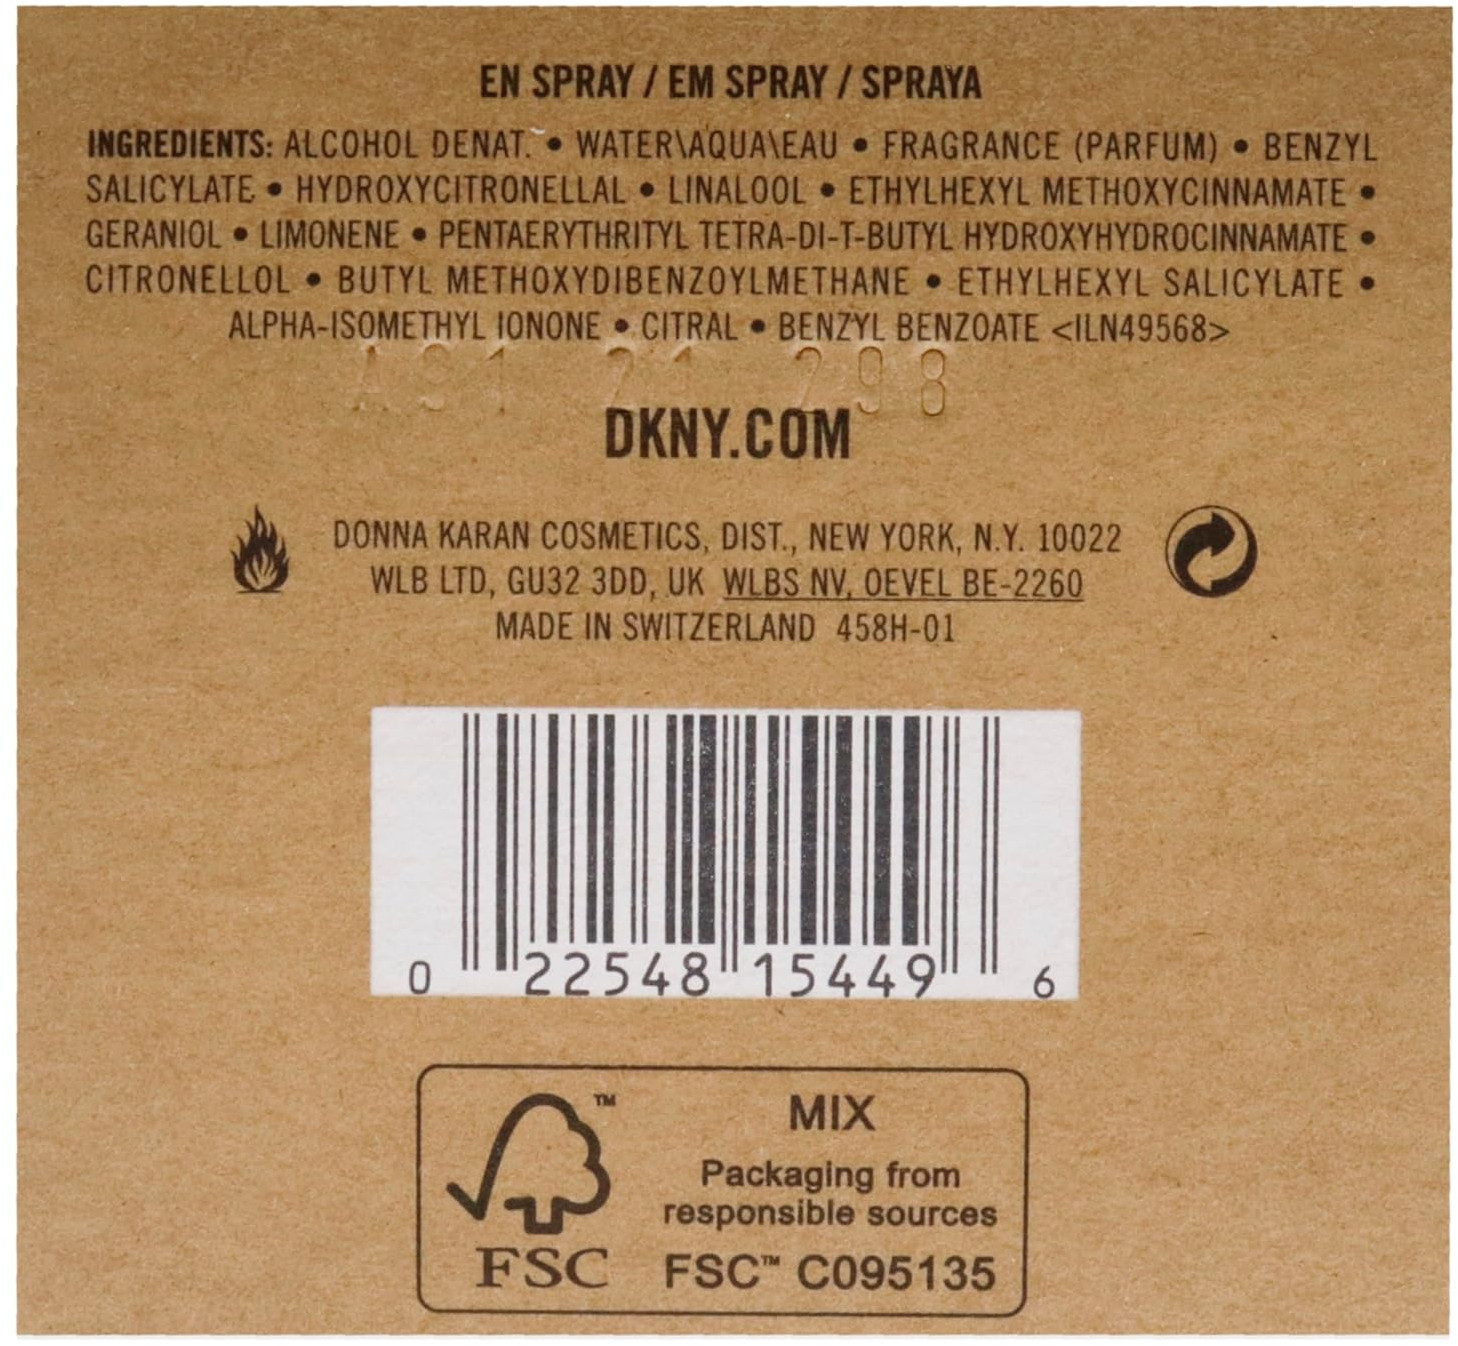 EN SPRAY / EM SPRAY / SPRAYA
INGREDIENTS: ALCOHOL DENAT. • WATER\AQUA\EAU • FRAGRANCE (PARFUM) • BENZYL
SALICYLATE • HYDROXYCITRONELLAL • LINALOOL • ETHYLHEXYL METHOXYCINNAMATE •
GERANIOL • LIMONENE • PENTAERYTHRITYL TETRA-DI-T-BUTYL HYDROXYHYDROCINNAMATE •
CITRONELLOL • BUTYL METHOXYDIBENZOYLMETHANE • ETHYLHEXYL SALICYLATE •
ALPHA-ISOMETHYL IONONE • CITRAL • BENZYL BENZOATE <ILN49568>
21 298
DKNY.COM
DONNA KARAN COSMETICS, DIST., NEW YORK, N.Y. 10022
WLB LTD, GU32 3DD, UK WLBS NV, OEVEL BE-2260
MADE IN SWITZERLAND 458H-01
0 22548 15449 6
™
MIX
Packaging from
responsible sources
FSC
FSC™ C095135